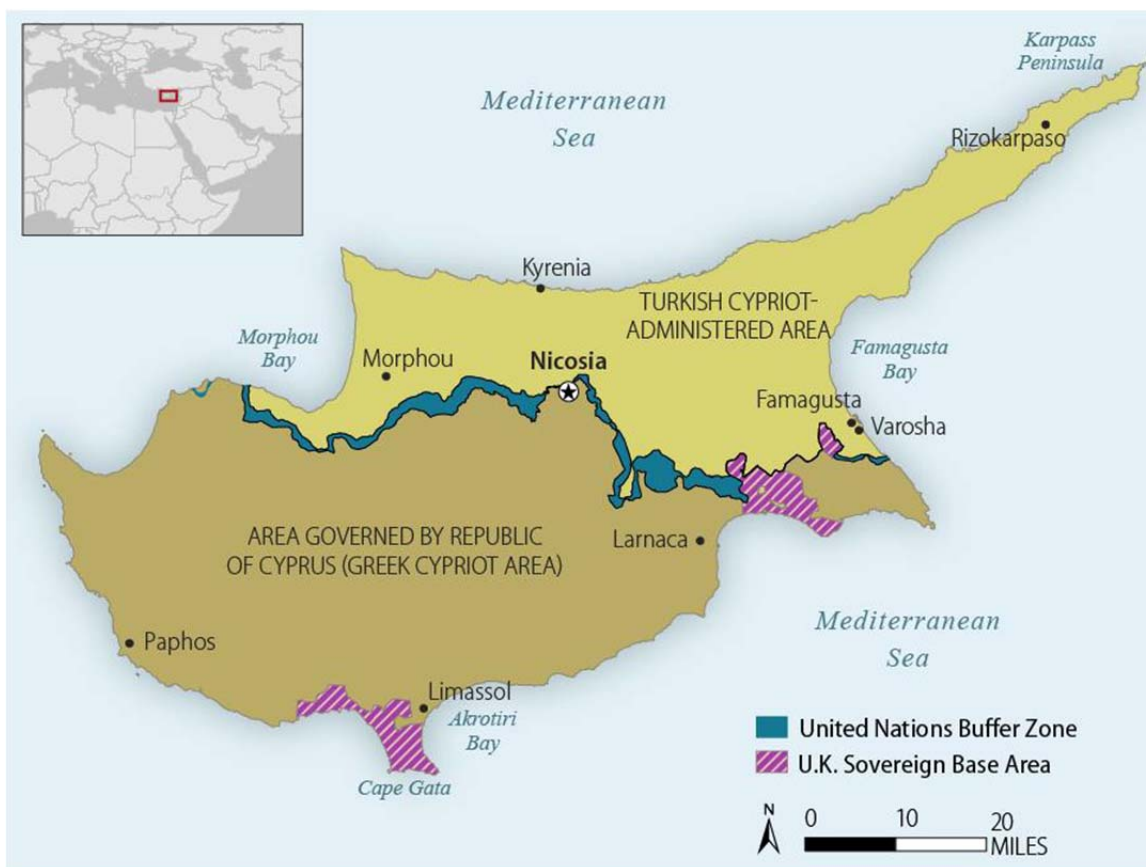 Karpass
Peninsula
Mediterranean
Sea
Rizokarpaso
Kyrenia
TURKISH CYPRIOT-
ADMINISTERED AREA
Morphou
Bay
Famagusta
Bay
Morphou
Nicosia
Famagusta
Varosha
AREA GOVERNED BY REPUBLIC
OF CYPRUS (GREEK CYPRIOT AREA)
Larnaca
Paphos
Mediterranean
Sea
Limassol
Akrotiri
Bay
Cape Gata
United Nations Buffer Zone
U.K. Sovereign Base Area
N
0 10 20
MILES